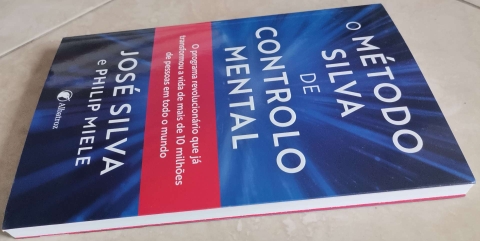 O MÉTODO
SILVA
DE
CONTROLO
MENTAL
O programa revolucionário que já
transformou a vida de mais de 10 milhões
de pessoas em todo o mundo
JOSÉ SILVA
e PHILIP MIELE
Albatroz